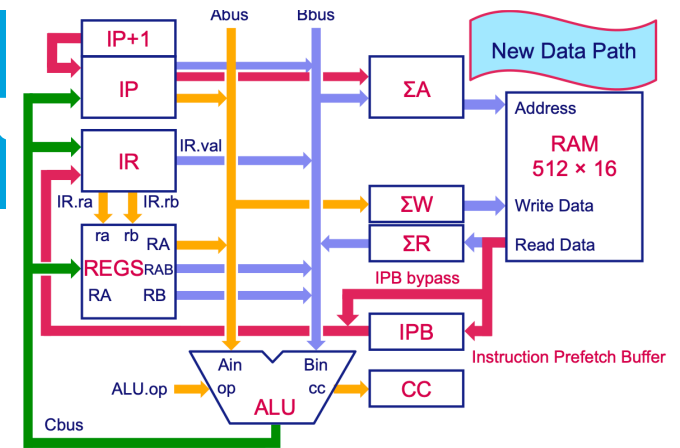 Abus
Bbus
IP+1
IP
ΣA
New Data Path
Address
RAM
512 × 16
Write Data
Read Data
IR
IR.val
IR.ra
IR.rb
ra
rb
RA
REGS
RAB
RA
RB
ΣW
ΣR
IPB bypass
IPB
Instruction Prefetch Buffer
Ain
Bin
ALU.op
op
cc
ALU
CC
Cbus